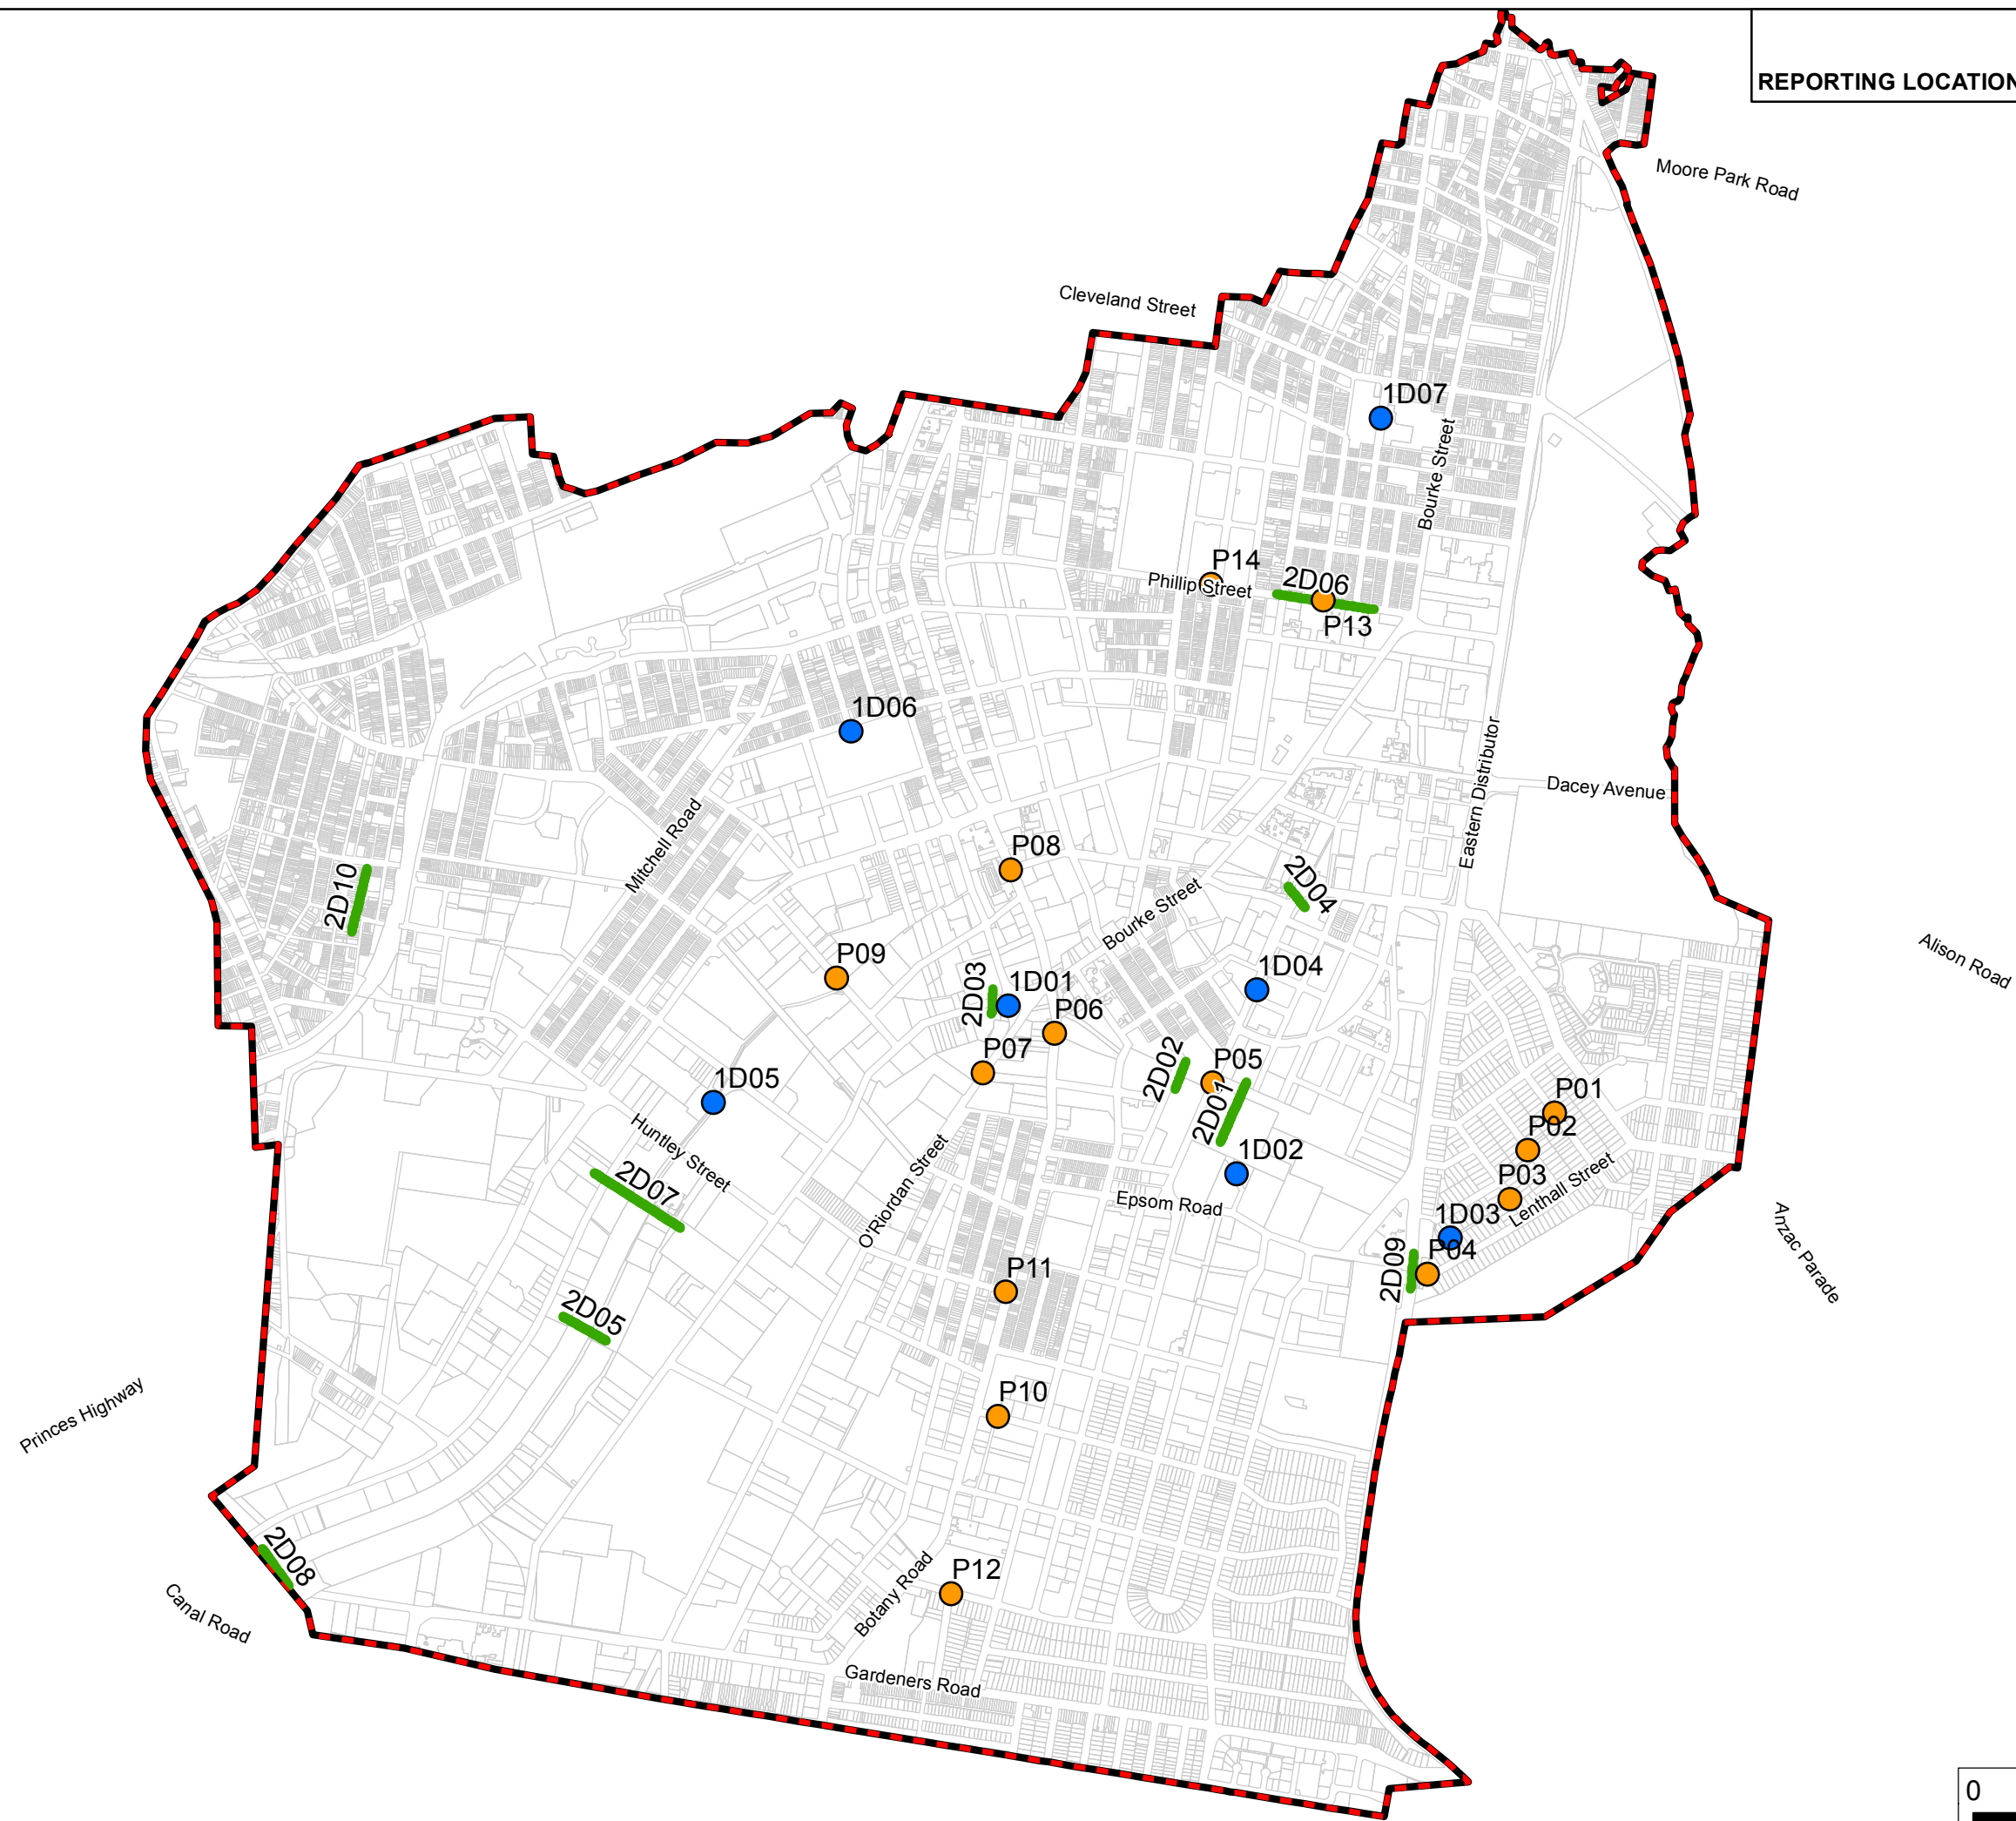 REPORTING LOCATION
Moore Park Road
Cleveland Street
1D07
Bourke Street
P14
Phillip Street
2D06
P13
1D06
Eastern Distributor
Dacey Avenue
Mitchell Road
P08
2D04
2D10
Bourke Street
Alison Road
P09
2D03
1D01
1D04
P06
P07
2D02
P05
1D05
2D01
P01
P02
Huntley Street
1D02
2D07
O'Riordan Street
Epsom Road
P03
Lenthall Street
1D03
P04
2D09
Anzac Parade
P11
2D05
Princes Highway
P10
2D08
P12
Botany Road
Canal Road
Gardeners Road
0